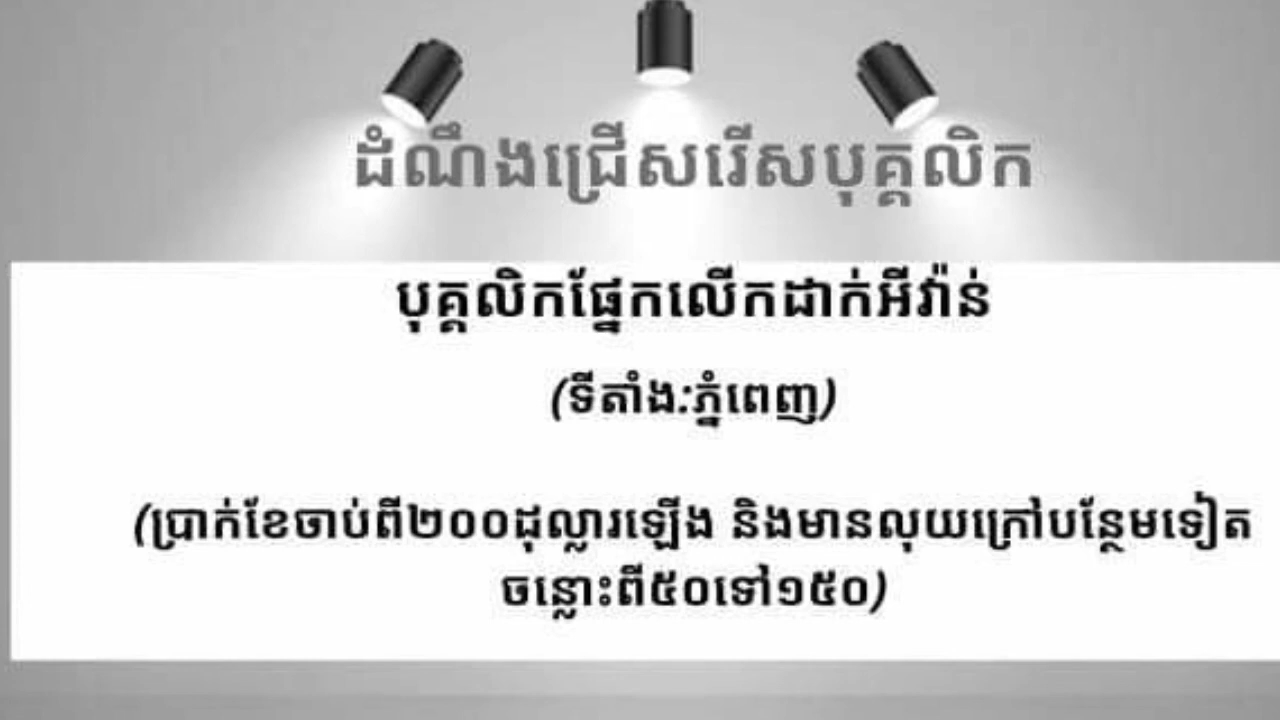 ដំណឹងជ្រើសរើសបុគ្គលិក
បុគ្គលិកផ្នែកលើកដាក់អីវ៉ាន់
(ទីតាំង:ភ្នំពេញ)
(ប្រាក់ខែចាប់ពី២០០ដុល្លារឡើង និងមានលុយក្រៅបន្ថែមទៀត
ចន្លោះពី៥០ទៅ១៥០)